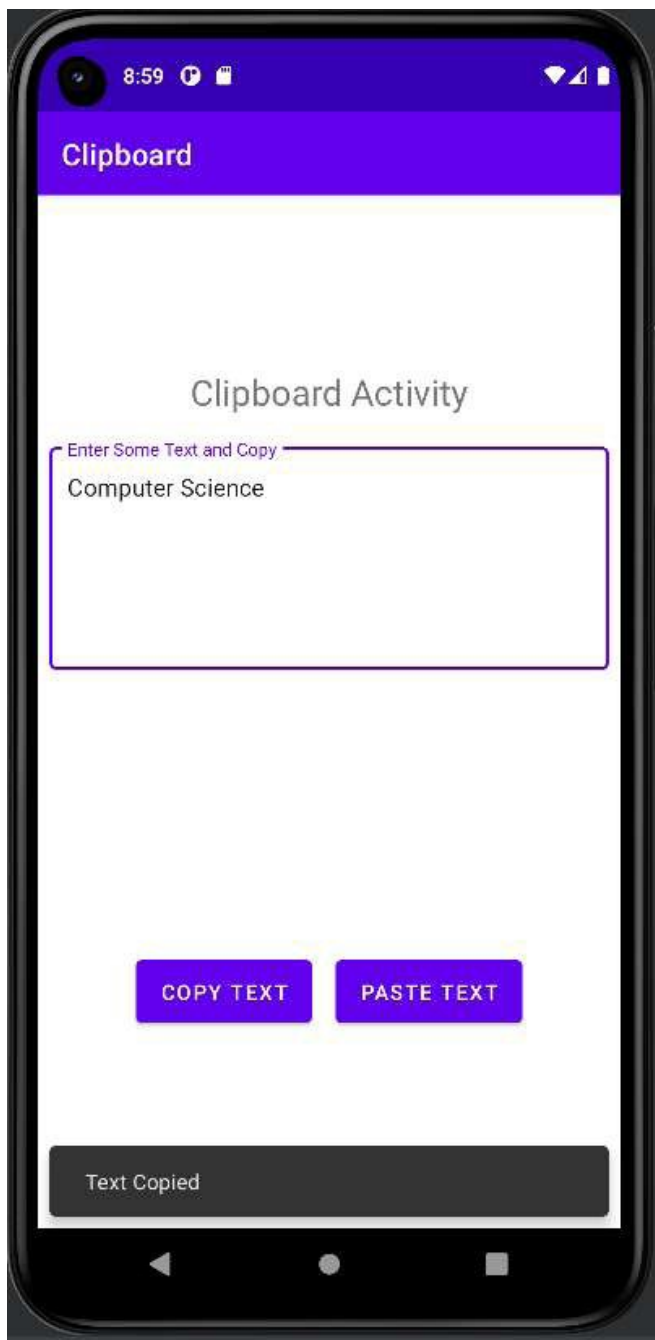 8:59
Clipboard
Clipboard Activity
Enter Some Text and Copy
Computer Science
COPY TEXT PASTE TEXT
Text Copied